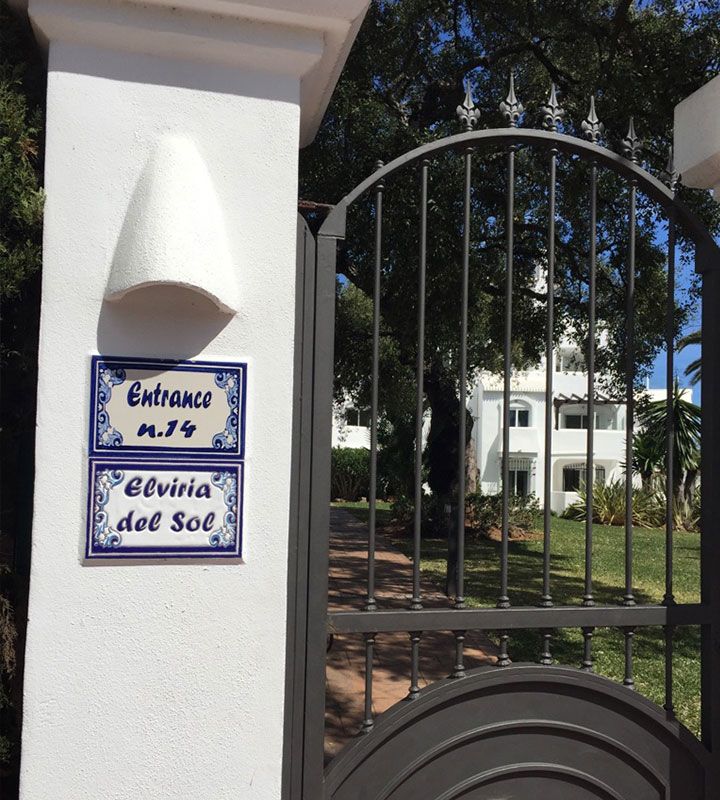 Entrance
n.14
Elviria
del Sol